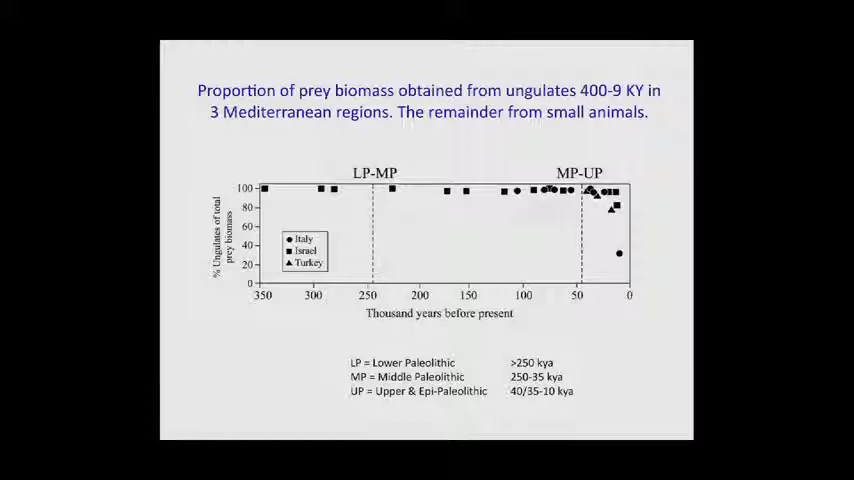 Proportion of prey biomass obtained from ungulates 400-9 KY in
3 Mediterranean regions. The remainder from small animals.
LP-MP
MP-UP
% Ungulates of total
prey biomass
100
80
60
40
20
0
Italy
Israel
Turkey
350 300 250 200 150 100 50 0
Thousand years before present
LP = Lower Paleolithic >250 kya
MP = Middle Paleolithic 250-35 kya
UP = Upper & Epi-Paleolithic 40/35-10 kya